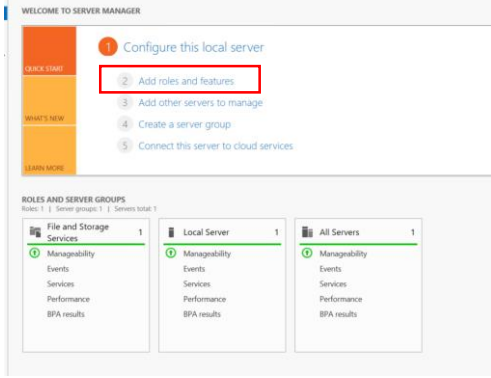 WELCOME TO SERVER MANAGER
1 Configure this local server
QUICK START
2 Add roles and features
3 Add other servers to manage
WHAT'S NEW
4 Create a server group
5 Connect this server to cloud services
LEARN MORE
ROLES AND SERVER GROUPS
Roles: 1 | Server groups: 1 | Servers total: 1
File and Storage
Services
1
Manageability
Events
Services
Performance
BPA results
Local Server 1
Manageability
Events
Services
Performance
BPA results
All Servers 1
Manageability
Events
Services
Performance
BPA results